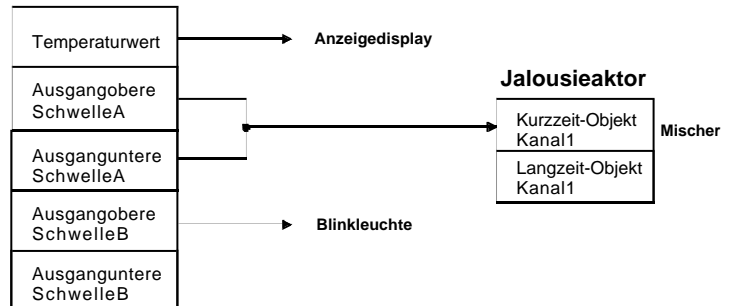 Temperaturwert
Anzeigedisplay
Ausgangobere
SchwelleA
Jalousieaktor
Kurzzeit-Objekt
Kanal1
Mischer
Ausganguntere
SchwelleA
Langzeit-Objekt
Kanal1
Ausgangobere
SchwelleB
Blinkleuchte
Ausganguntere
SchwelleB